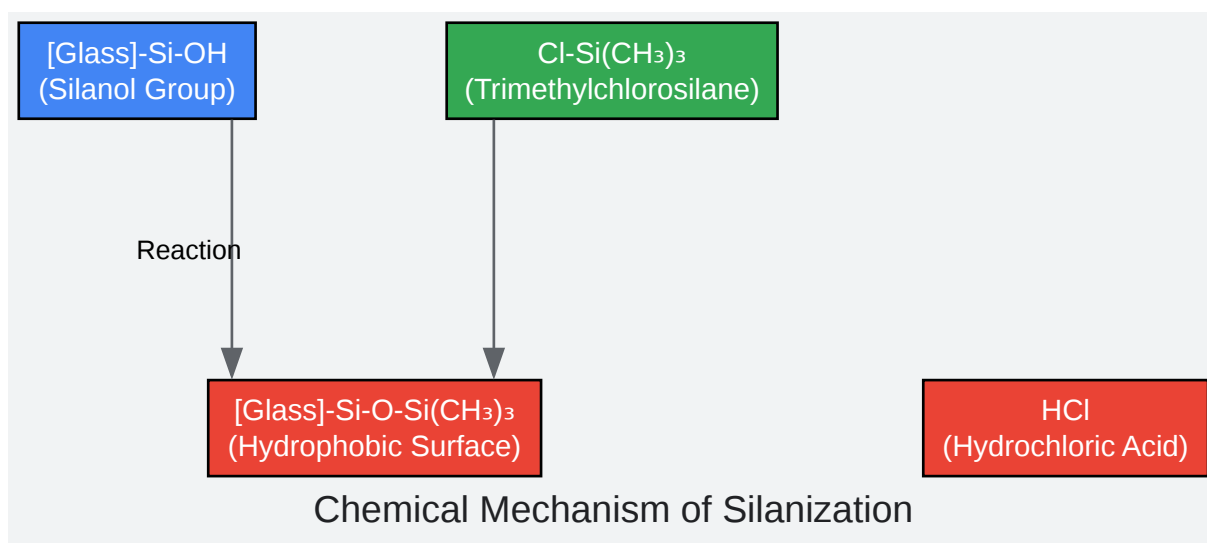 [Glass]-Si-OH
(Silanol Group)
Cl-Si(CH₃)₃
(Trimethylchlorosilane)
Reaction
[Glass]-Si-O-Si(CH₃)₃
(Hydrophobic Surface)
HCl
(Hydrochloric Acid)
Chemical Mechanism of Silanization